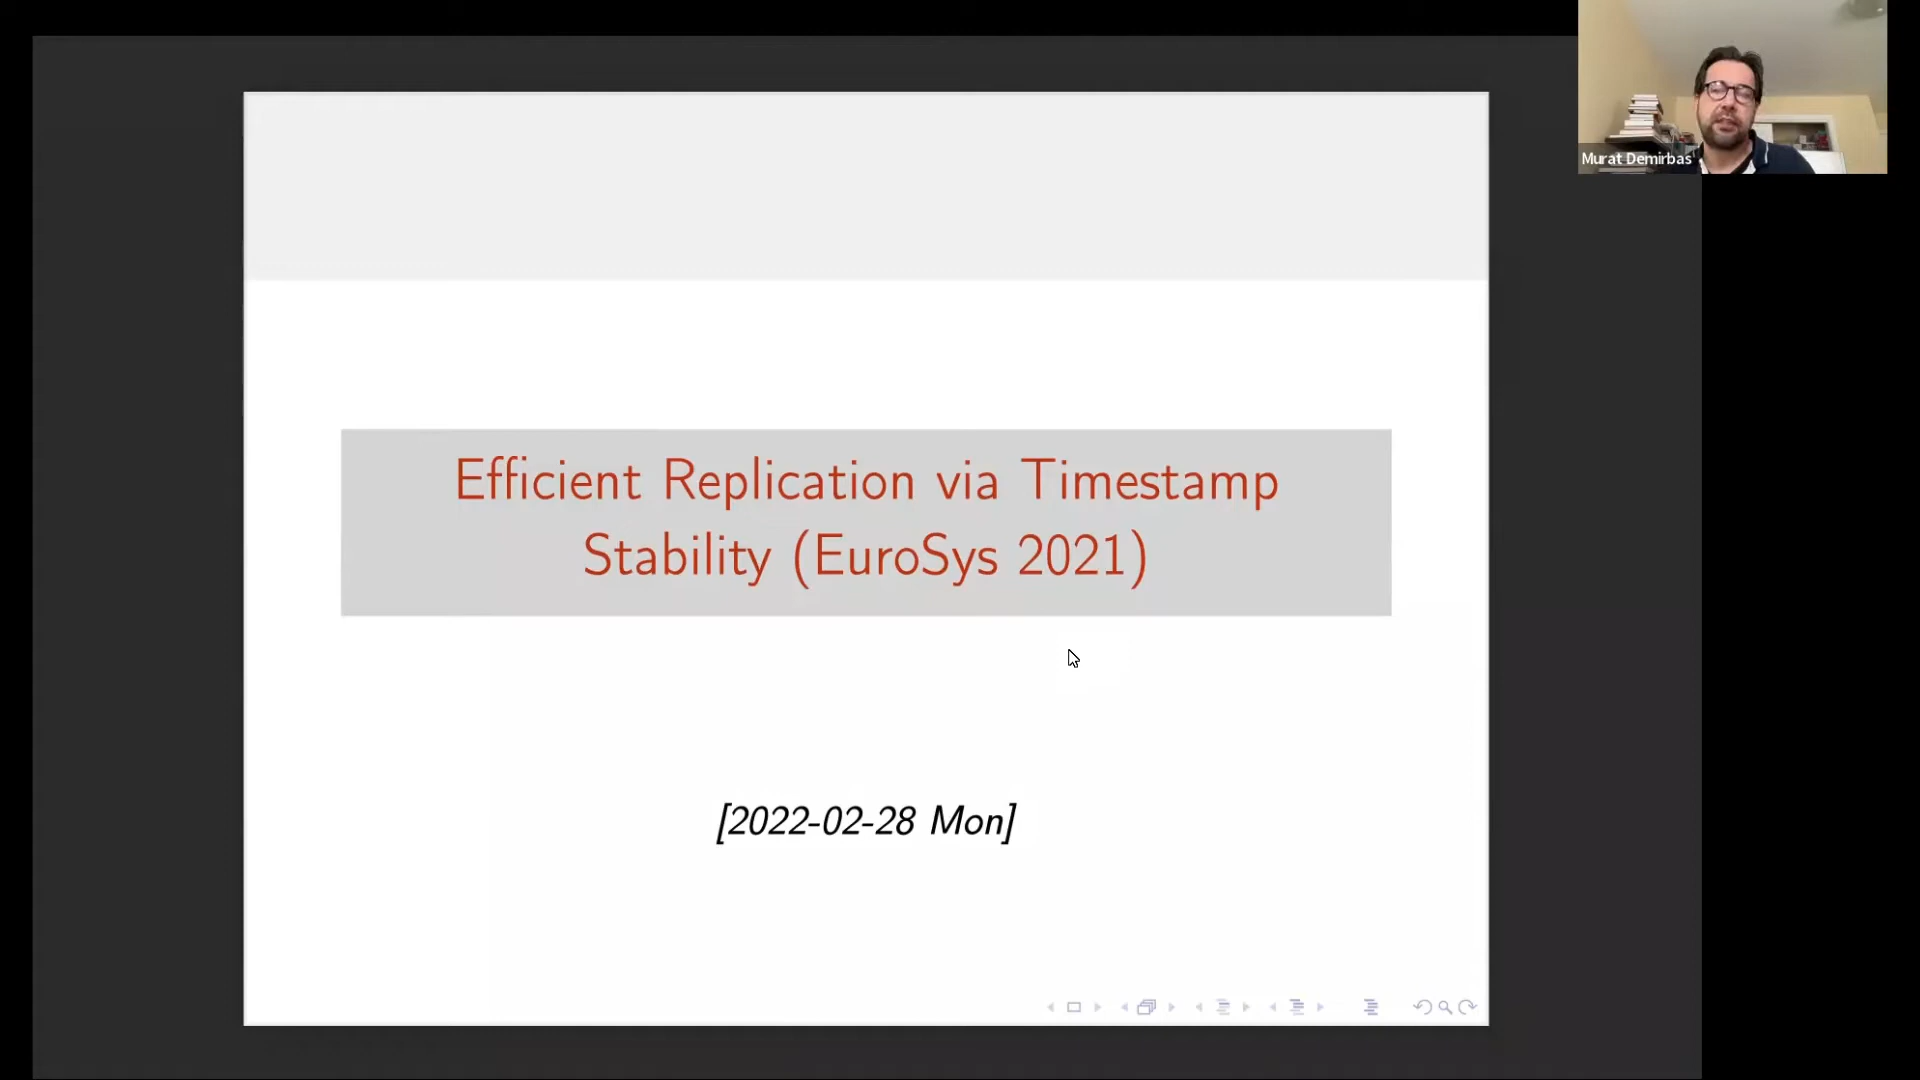 Murat Demirbas
Efficient Replication via Timestamp
Stability (EuroSys 2021)
[2022-02-28 Mon]